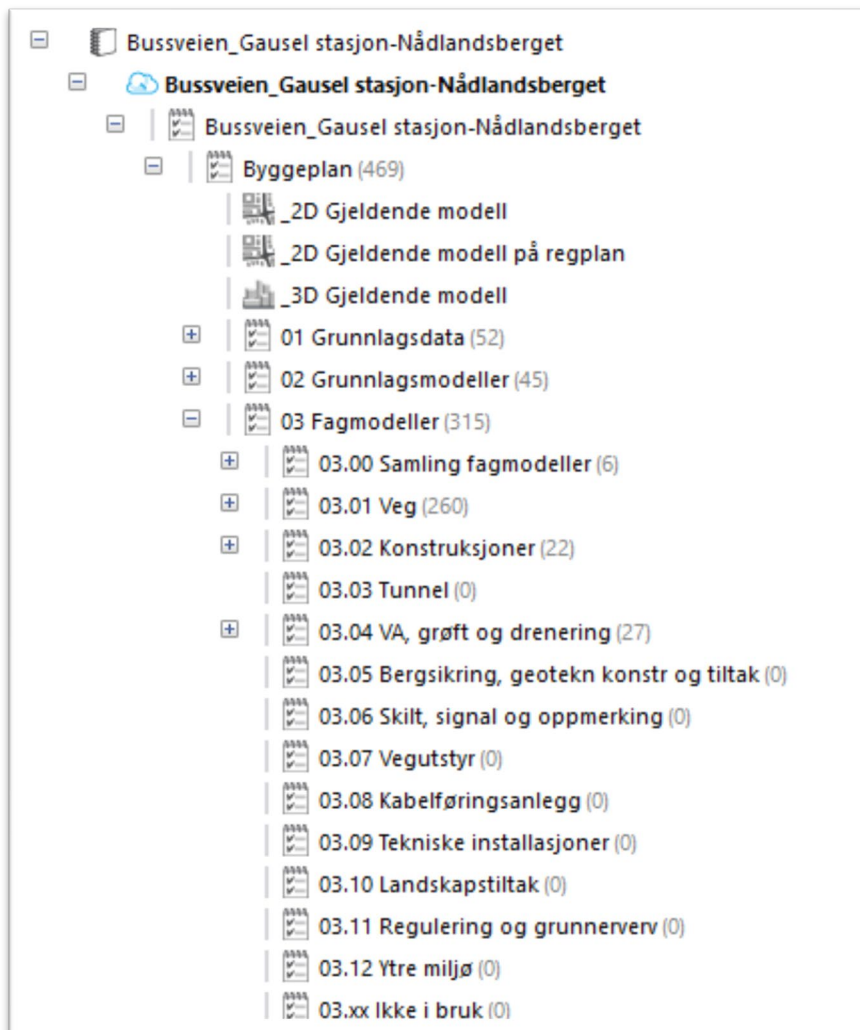 Bussveien_Gausel stasjon-Nådlandsberget
Bussveien_Gausel stasjon-Nådlandsberget
Bussveien_Gausel stasjon-Nådlandsberget
Byggeplan (469)
_2D Gjeldende modell
_2D Gjeldende modell på regplan
_3D Gjeldende modell
01 Grunnlagsdata (52)
02 Grunnlagsmodeller (45)
03 Fagmodeller (315)
03.00 Samling fagmodeller (6)
03.01 Veg (260)
03.02 Konstruksjoner (22)
03.03 Tunnel (0)
03.04 VA, grøft og drenering (27)
03.05 Bergsikring, geotekn konstr og tiltak (0)
03.06 Skilt, signal og oppmerking (0)
03.07 Vegutstyr (0)
03.08 Kabelføringsanlegg (0)
03.09 Tekniske installasjoner (0)
03.10 Landskapstiltak (0)
03.11 Regulering og grunnerverv (0)
03.12 Ytre miljø (0)
03.xx Ikke i bruk (0)